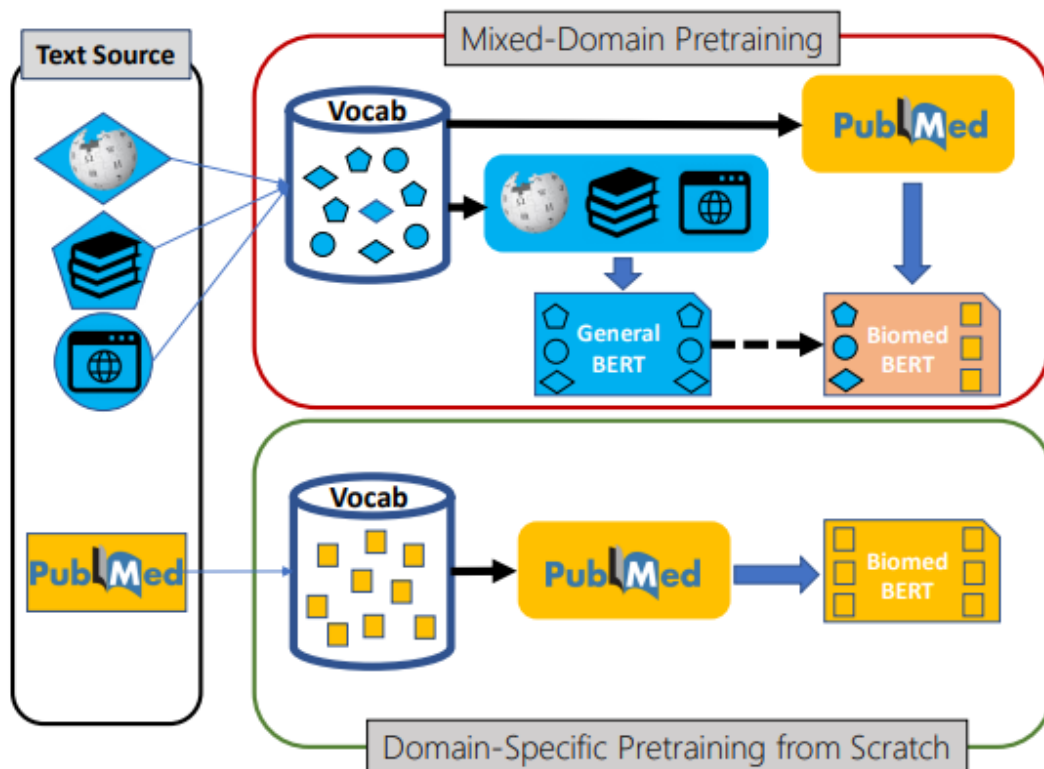 Text Source
Mixed-Domain Pretraining
Vocab
PubMed
General
BERT
Biomed
BERT
Vocab
PubMed
PubMed
Biomed
BERT
Domain-Specific Pretraining from Scratch